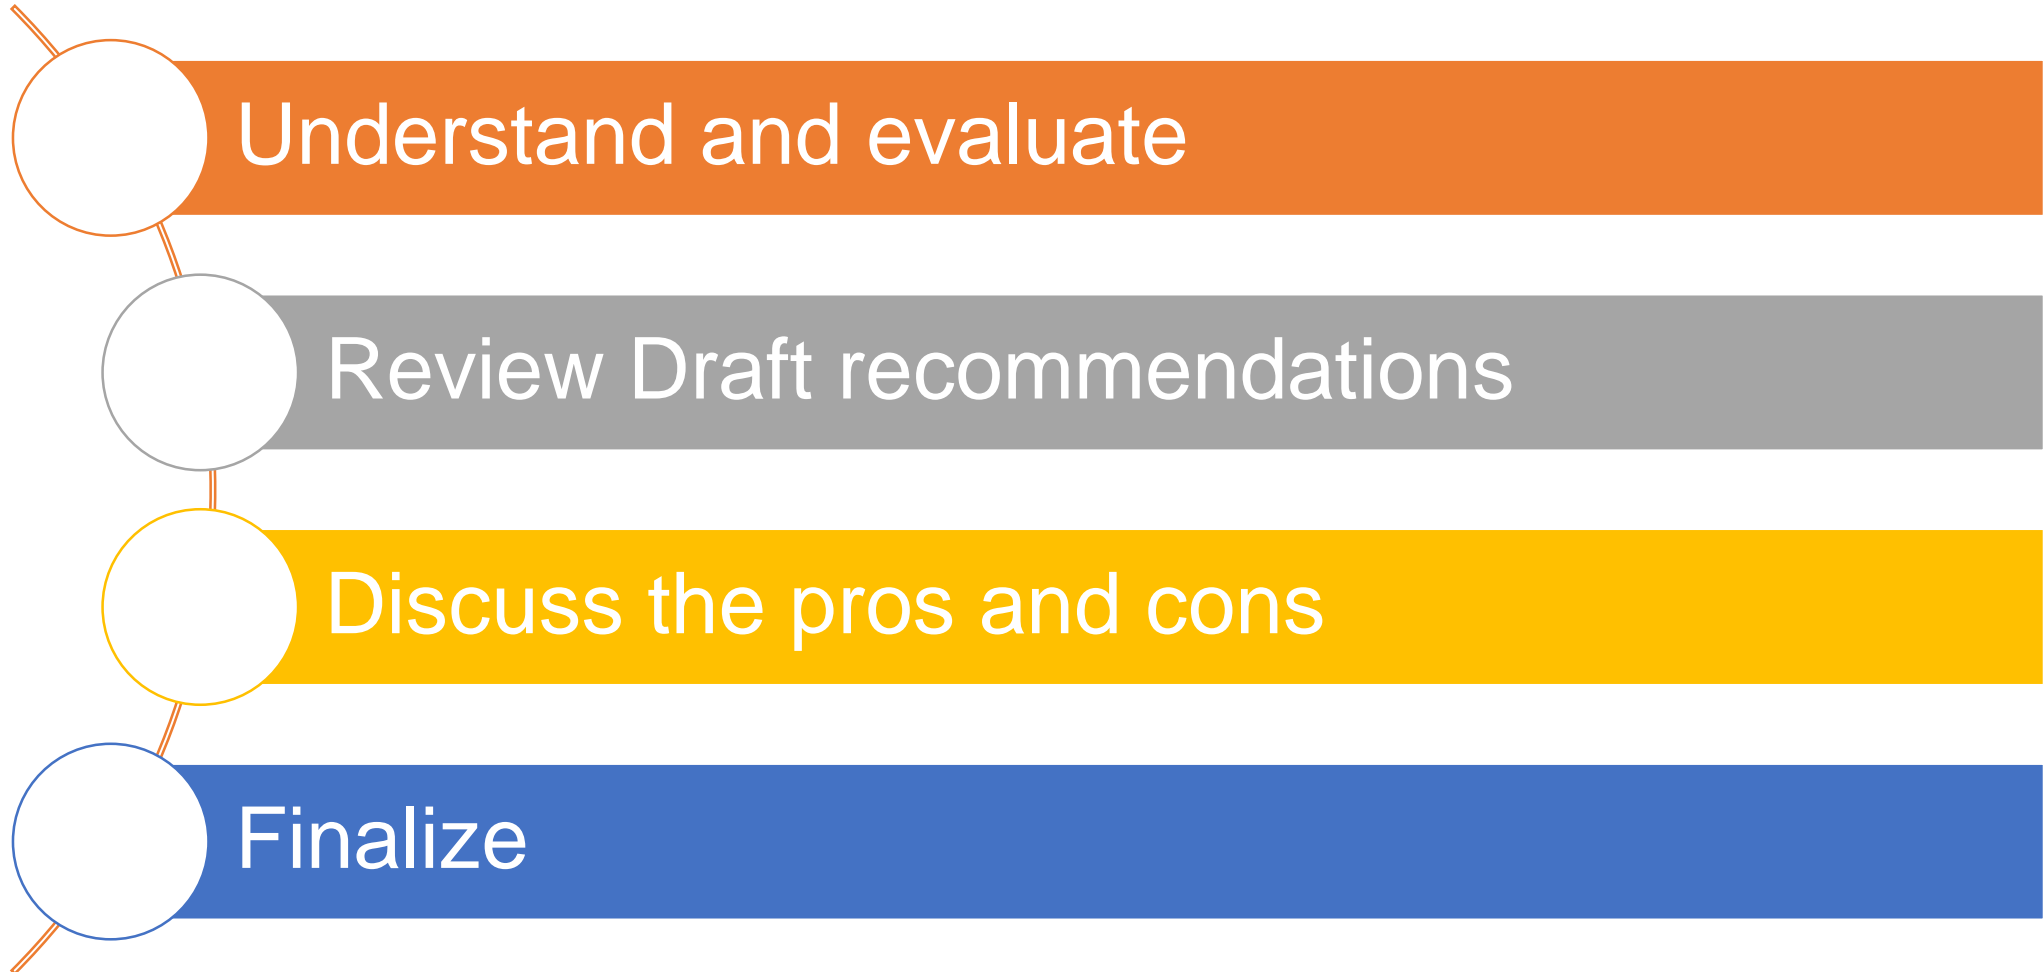 Understand and evaluate
Review Draft recommendations
Discuss the pros and cons
Finalize